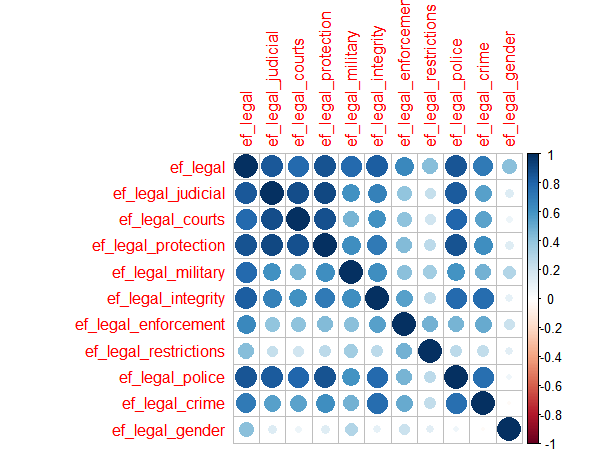 ef_legal
ef_legal_judicial
ef_legal_courts
ef_legal_protection
ef_legal_military
ef_legal_integrity
ef_legal_enforcement
ef_legal_restrictions
ef_legal_police
ef_legal_crime
ef_legal_gender
ef_legal
ef_legal_judicial
ef_legal_courts
ef_legal_protection
ef_legal_military
ef_legal_integrity
ef_legal_enforcement
ef_legal_restrictions
ef_legal_police
ef_legal_crime
ef_legal_gender
1
0.8
0.6
0.4
0.2
0
-0.2
-0.4
-0.6
-0.8
-1